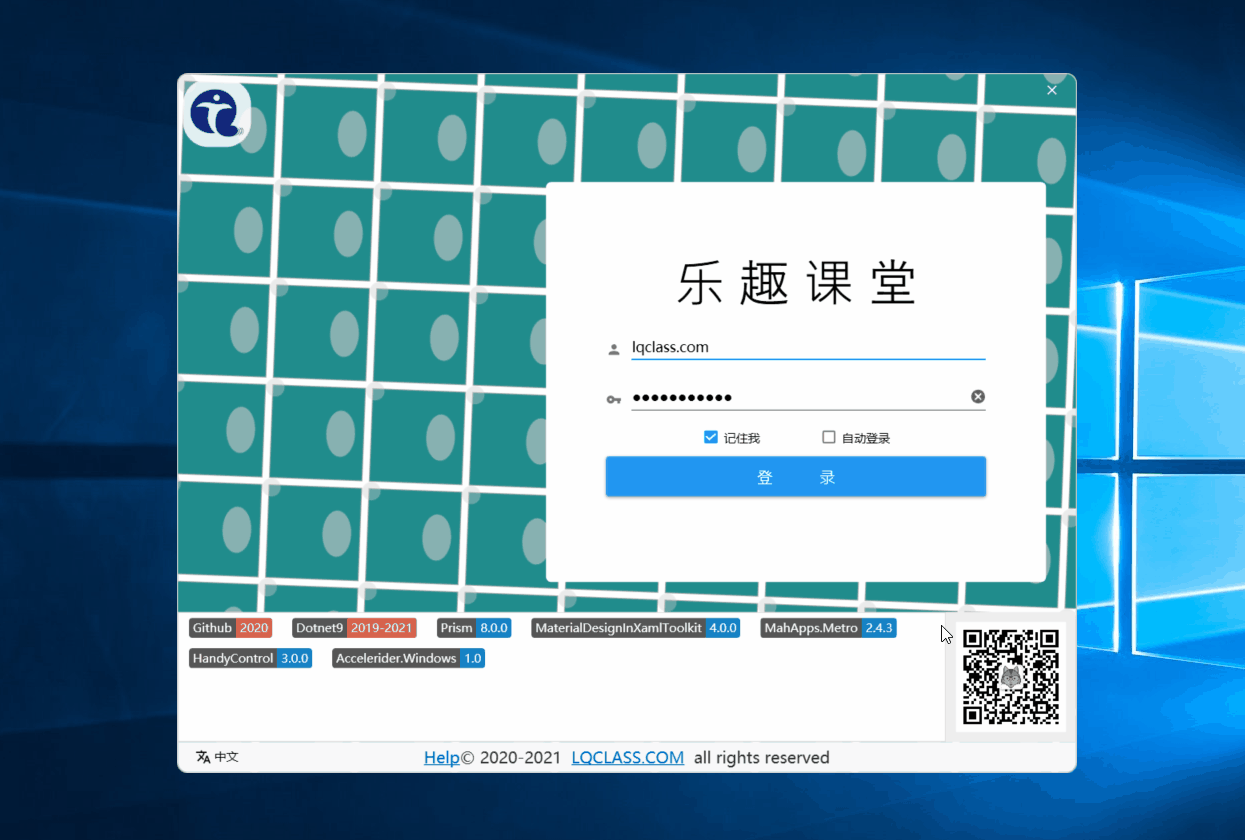 乐趣课堂
lqclass.com
●●●●●●●●●●●
记住我 自动登录
登 录
Github 2020 Dotnet9 2019-2021 Prism 8.0.0 MaterialDesignInXamlToolkit 4.0.0 MahApps.Metro 2.4.3
HandyControl 3.0.0 Accelerider.Windows 1.0
中文 Help© 2020-2021 LQCLASS.COM all rights reserved